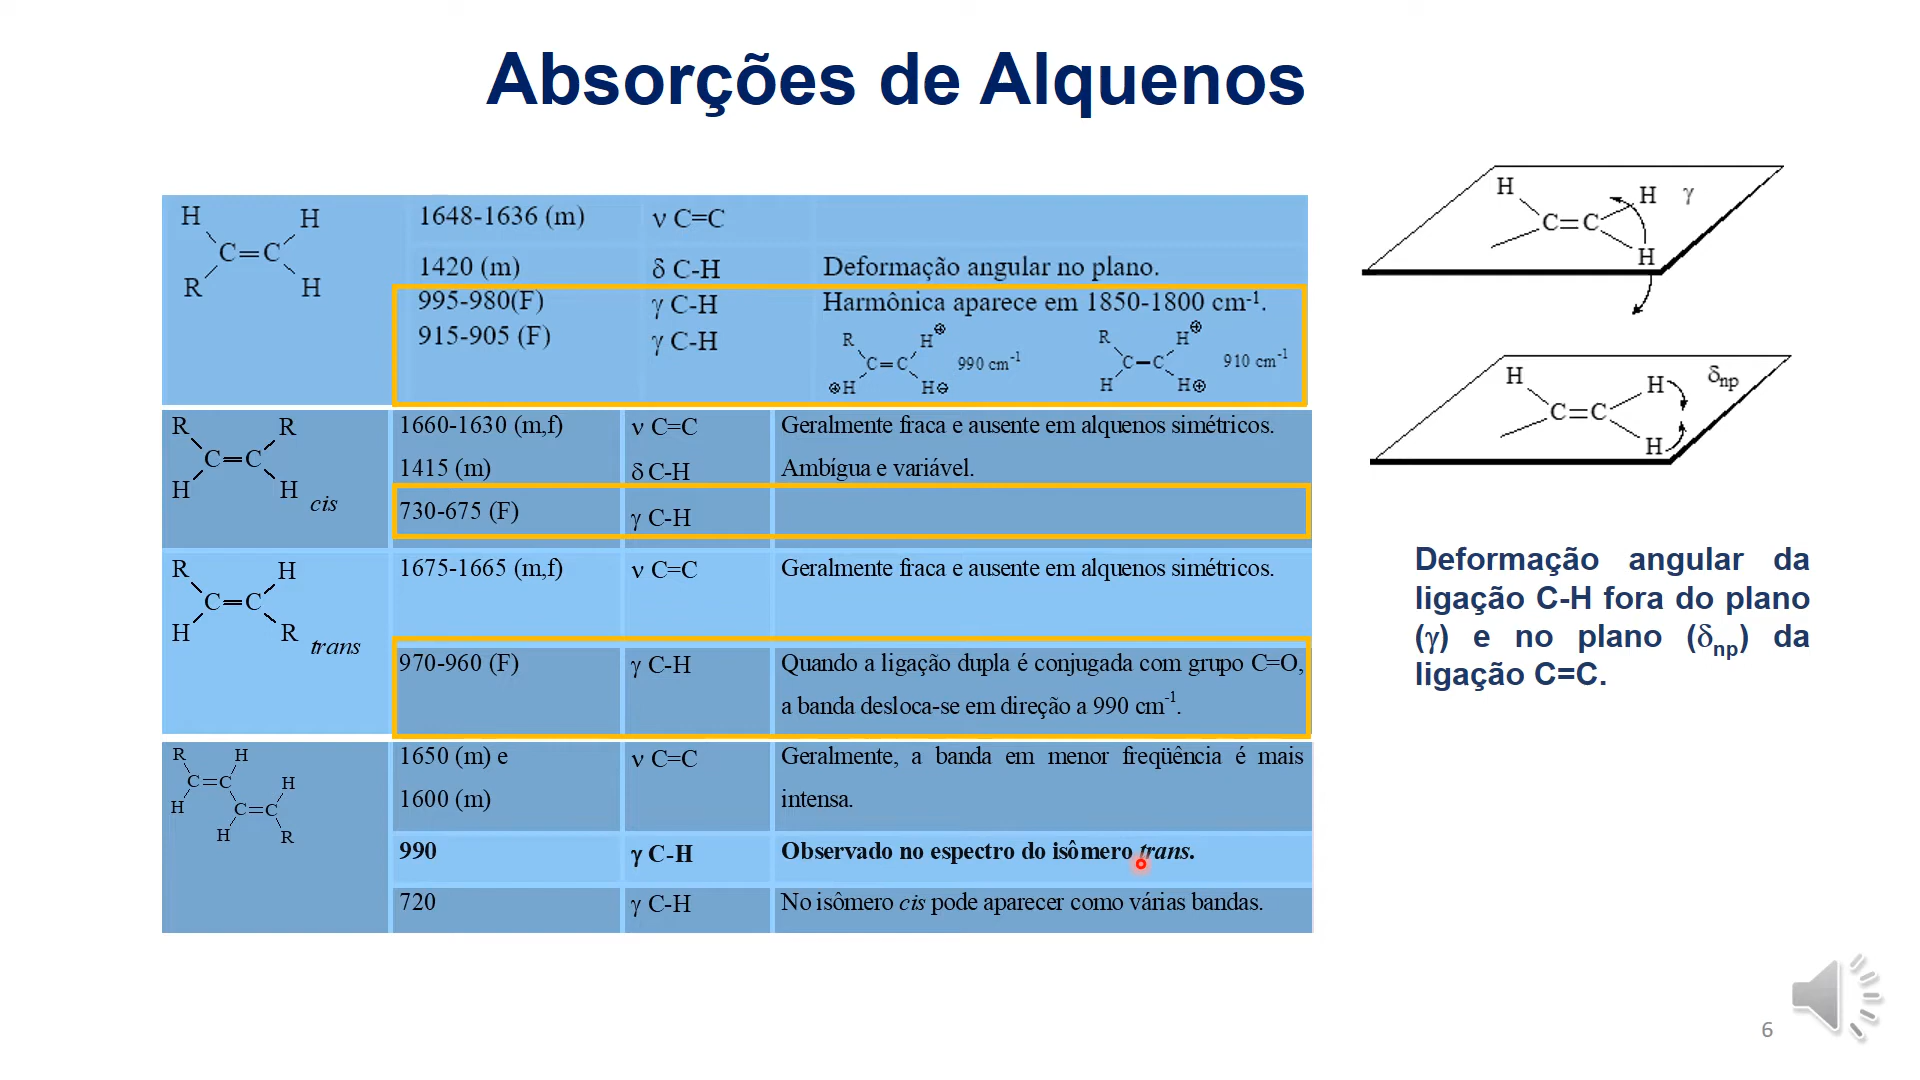 Absorções de Alquenos
H H
C=C
R H
1648-1636 (m) ν C=C
1420 (m) δ C-H Deformação angular no plano.
995-980(F) γ C-H Harmônica aparece em 1850-1800 cm⁻¹.
915-905 (F) γ C-H
R H⊕
C=C 990 cm⁻¹
⊕H H⊖
R H⊕
C–C 910 cm⁻¹
H H⊕
R R
C=C
H H cis
1660-1630 (m,f) ν C=C Geralmente fraca e ausente em alquenos simétricos.
1415 (m) δ C-H Ambígua e variável.
730-675 (F) γ C-H
R H
C=C
H R trans
1675-1665 (m,f) ν C=C Geralmente fraca e ausente em alquenos simétricos.
970-960 (F) γ C-H Quando a ligação dupla é conjugada com grupo C=O,
a banda desloca-se em direção a 990 cm⁻¹.
R H
C=C H
H C=C
H R
1650 (m) e ν C=C Geralmente, a banda em menor freqüência é mais
1600 (m) intensa.
990 γ C-H Observado no espectro do isômero trans.
720 γ C-H No isômero cis pode aparecer como várias bandas.
H H γ
C=C
H
H H δnp
C=C
H
Deformação angular da
ligação C-H fora do plano
(γ) e no plano (δnp) da
ligação C=C.
6